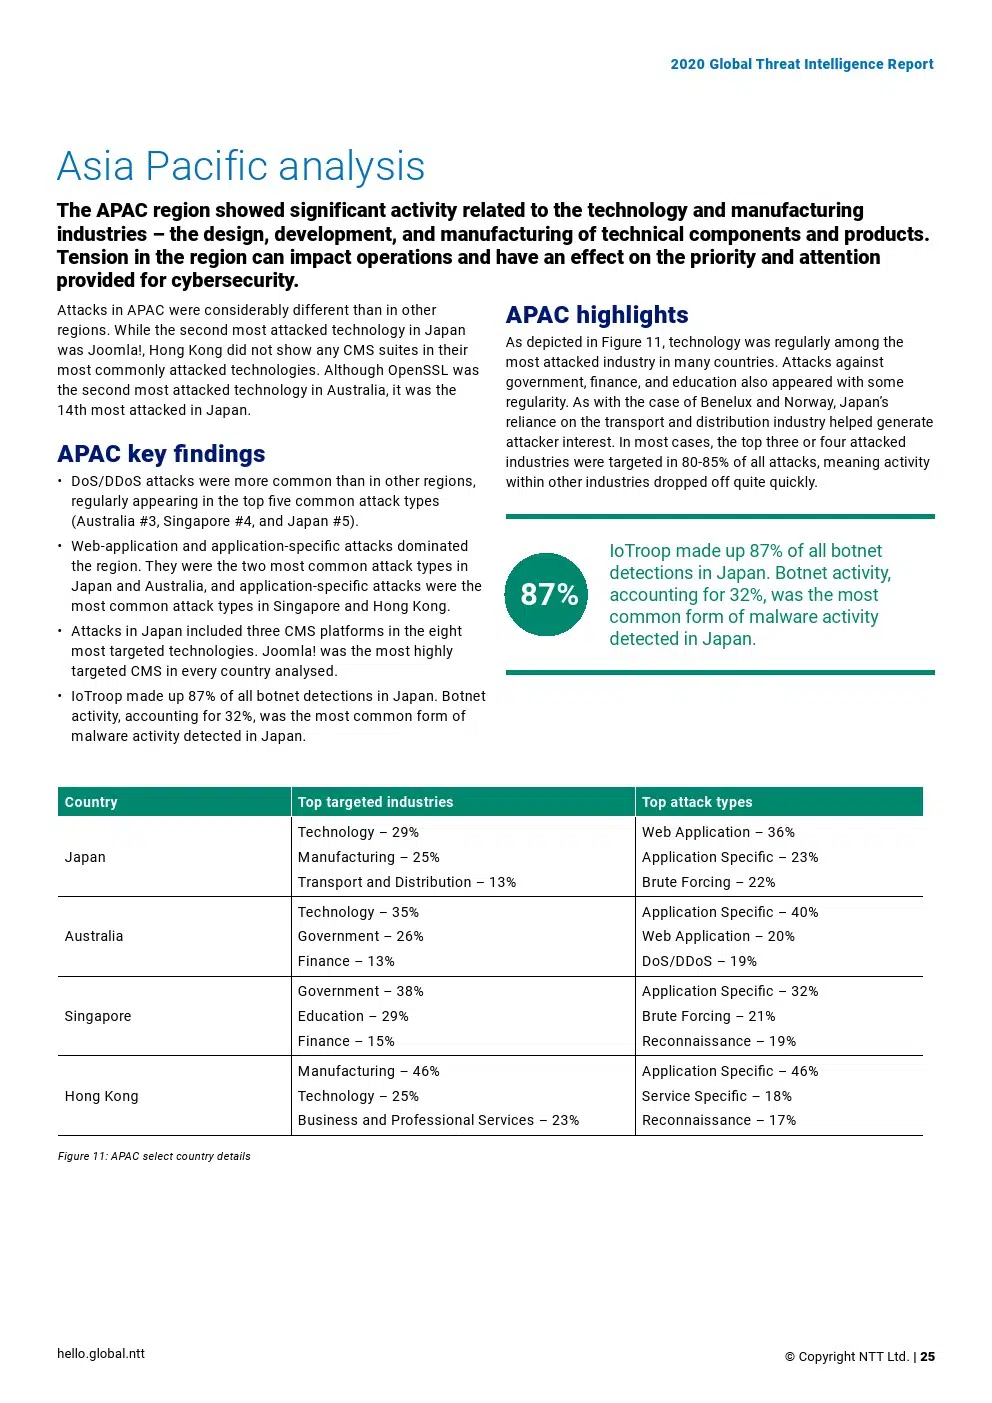 2020 Global Threat Intelligence Report
Asia Pacific analysis
The APAC region showed significant activity related to the technology and manufacturing
industries – the design, development, and manufacturing of technical components and products.
Tension in the region can impact operations and have an effect on the priority and attention
provided for cybersecurity.
Attacks in APAC were considerably different than in other
regions. While the second most attacked technology in Japan
was Joomla!, Hong Kong did not show any CMS suites in their
most commonly attacked technologies. Although OpenSSL was
the second most attacked technology in Australia, it was the
14th most attacked in Japan.
APAC key findings
• DoS/DDoS attacks were more common than in other regions,
regularly appearing in the top five common attack types
(Australia #3, Singapore #4, and Japan #5).
• Web-application and application-specific attacks dominated
the region. They were the two most common attack types in
Japan and Australia, and application-specific attacks were the
most common attack types in Singapore and Hong Kong.
• Attacks in Japan included three CMS platforms in the eight
most targeted technologies. Joomla! was the most highly
targeted CMS in every country analysed.
• IoTroop made up 87% of all botnet detections in Japan. Botnet
activity, accounting for 32%, was the most common form of
malware activity detected in Japan.
APAC highlights
As depicted in Figure 11, technology was regularly among the
most attacked industry in many countries. Attacks against
government, finance, and education also appeared with some
regularity. As with the case of Benelux and Norway, Japan's
reliance on the transport and distribution industry helped generate
attacker interest. In most cases, the top three or four attacked
industries were targeted in 80-85% of all attacks, meaning activity
within other industries dropped off quite quickly.
87%
IoTroop made up 87% of all botnet
detections in Japan. Botnet activity,
accounting for 32%, was the most
common form of malware activity
detected in Japan.
Country Top targeted industries Top attack types
Japan
Technology – 29%
Manufacturing – 25%
Transport and Distribution – 13%
Web Application – 36%
Application Specific – 23%
Brute Forcing – 22%
Australia
Technology – 35%
Government – 26%
Finance – 13%
Application Specific – 40%
Web Application – 20%
DoS/DDoS – 19%
Singapore
Government – 38%
Education – 29%
Finance – 15%
Application Specific – 32%
Brute Forcing – 21%
Reconnaissance – 19%
Hong Kong
Manufacturing – 46%
Technology – 25%
Business and Professional Services – 23%
Application Specific – 46%
Service Specific – 18%
Reconnaissance – 17%
Figure 11: APAC select country details
hello.global.ntt
© Copyright NTT Ltd. | 25